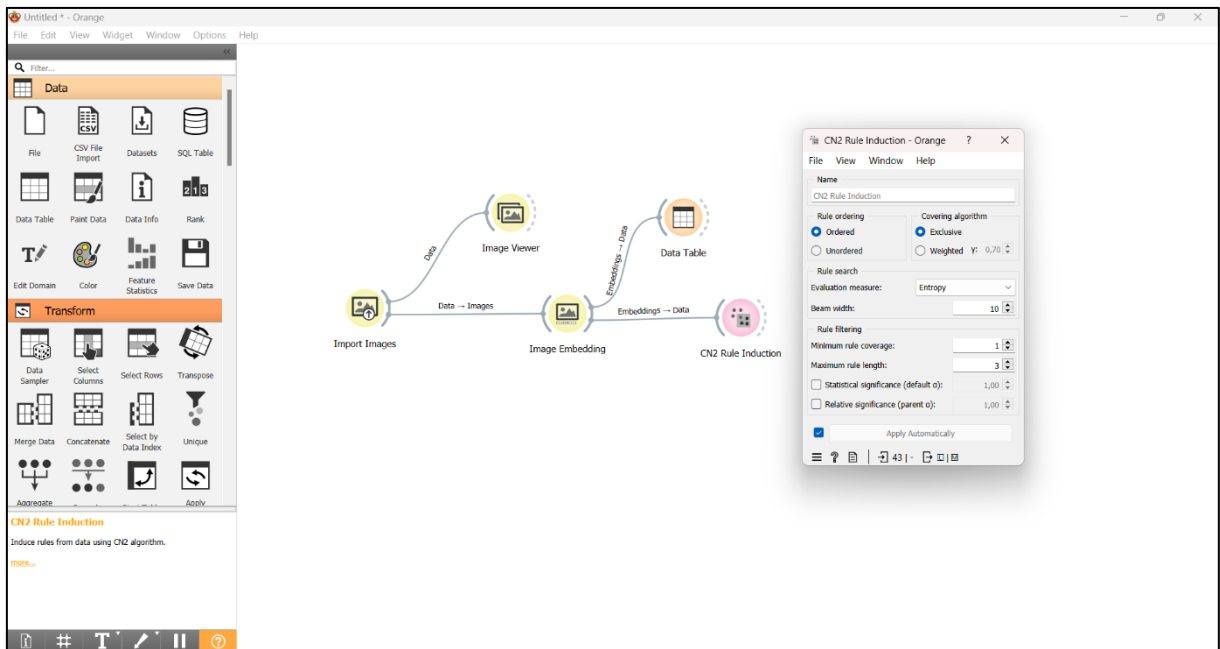 Untitled * - Orange
File Edit View Widget Window Options Help
Filter...
Data
File
CSV File Import
Datasets
SQL Table
Data Table
Paint Data
Data Info
Rank
Edit Domain
Color
Feature Statistics
Save Data
Transform
Data Sampler
Select Columns
Select Rows
Transpose
Merge Data
Concatenate
Select by Data Index
Unique
Aggregate
Apply
CN2 Rule Induction
Induce rules from data using CN2 algorithm.
more...
Data
Image Viewer
Import Images
Data → Images
Image Embedding
Embeddings → Data
Data Table
Embeddings → Data
CN2 Rule Induction
CN2 Rule Induction - Orange ? ×
File View Window Help
Name
CN2 Rule Induction
Rule ordering
Ordered
Unordered
Covering algorithm
Exclusive
Weighted γ: 0,70
Rule search
Evaluation measure: Entropy
Beam width: 10
Rule filtering
Minimum rule coverage: 1
Maximum rule length: 3
Statistical significance (default α): 1,00
Relative significance (parent α): 1,00
Apply Automatically
43 | -